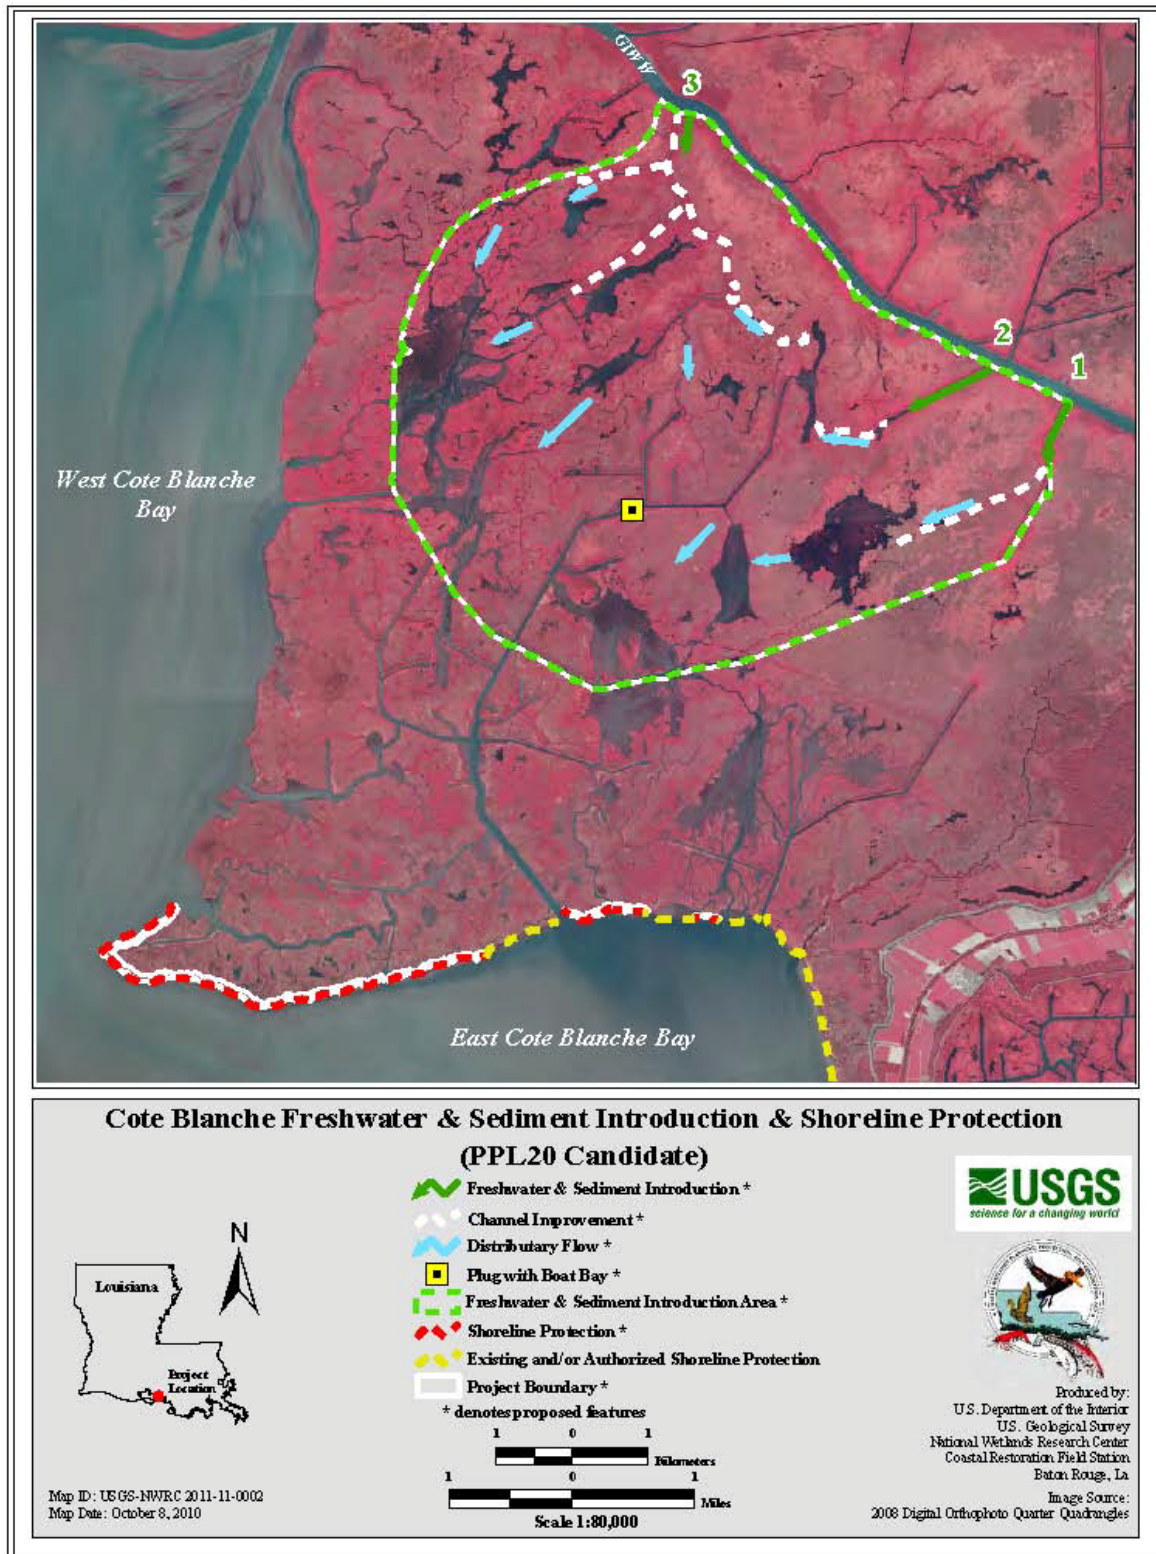 GIWW
3
2
1
West Cote Blanche
Bay
East Cote Blanche Bay
Cote Blanche Freshwater & Sediment Introduction & Shoreline Protection
(PPL20 Candidate)
Freshwater & Sediment Introduction *
Channel Improvement *
Distributary Flow *
Plug with Boat Bay *
Freshwater & Sediment Introduction Area *
Shoreline Protection *
Existing and/or Authorized Shoreline Protection
Project Boundary *
* denotes proposed features
1 0 1
Kilometers
1 0 1
Miles
Scale 1:80,000
N
Louisiana
Project
Location
Map ID: USGS-NWRC 2011-11-0002
Map Date: October 8, 2010
USGS
science for a changing world
Produced by:
U.S. Department of the Interior
U.S. Geological Survey
National Wetlands Research Center
Coastal Restoration Field Station
Baton Rouge, La
Image Source:
2008 Digital Orthophoto Quarter Quadrangles